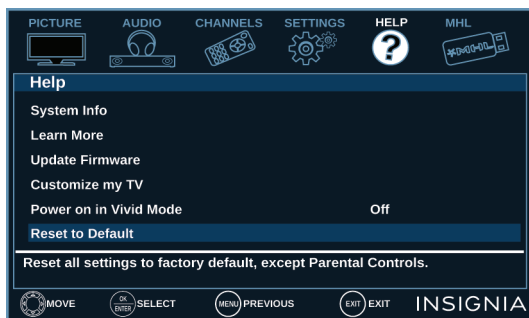 PICTURE AUDIO CHANNELS SETTINGS HELP MHL
?
MHL
Help
System Info
Learn More
Update Firmware
Customize my TV
Power on in Vivid Mode Off
Reset to Default
Reset all settings to factory default, except Parental Controls.
MOVE OK ENTER SELECT MENU PREVIOUS EXIT EXIT INSIGNIA